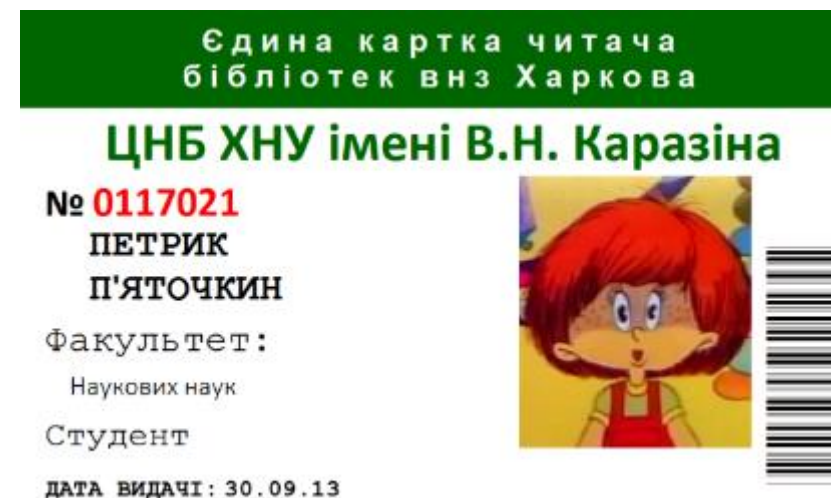 Єдина картка читача
бібліотек внз Харкова
ЦНБ ХНУ імені В.Н. Каразіна
№ 0117021
ПЕТРИК
П'ЯТОЧКИН
Факультет:
Наукових наук
Студент
ДАТА ВИДАЧІ: 30.09.13